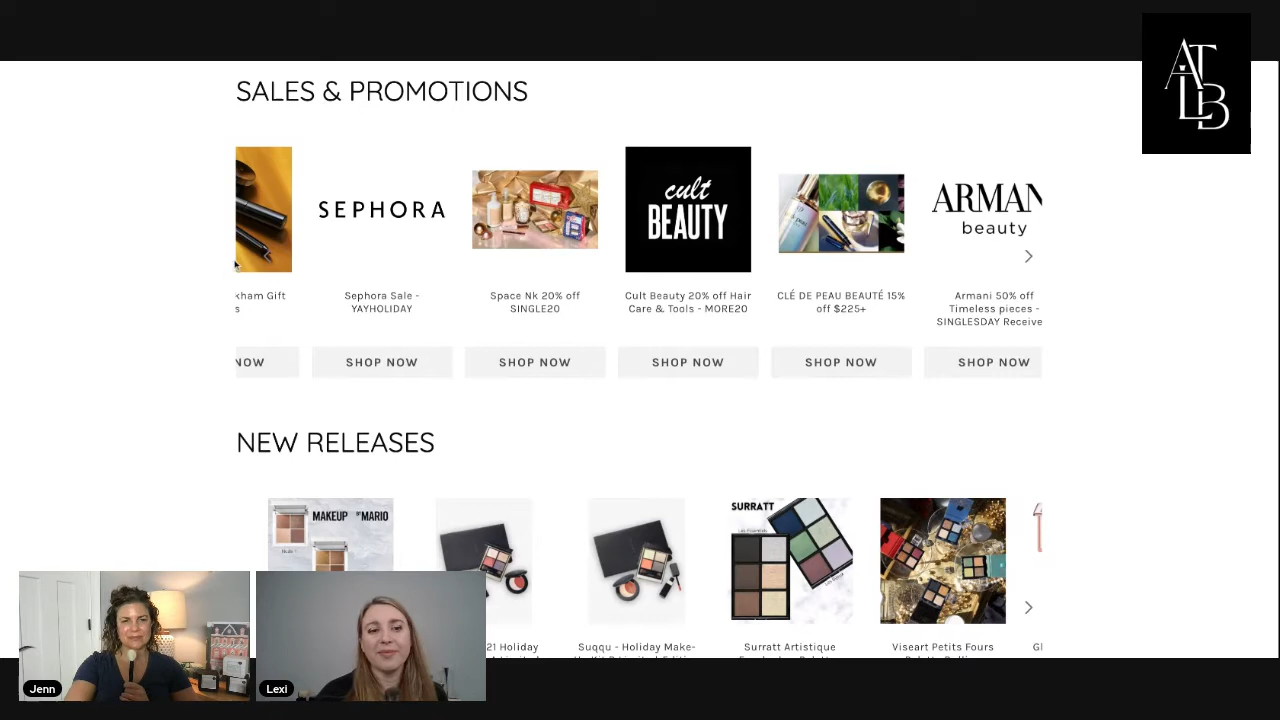 SALES & PROMOTIONS
ATLB
SEPHORA
cult
BEAUTY
ARMAN
beauty
kham Gift
s
Sephora Sale -
YAYHOLIDAY
Space Nk 20% off
SINGLE20
Cult Beauty 20% off Hair
Care & Tools - MORE20
CLÉ DE PEAU BEAUTÉ 15%
off $225+
Armani 50% off
Timeless pieces -
SINGLESDAY Receive
NOW
SHOP NOW
SHOP NOW
SHOP NOW
SHOP NOW
SHOP NOW
NEW RELEASES
MAKEUP BY MARIO
SURRATT
21 Holiday
Suqqu - Holiday Make-
Surratt Artistique
Viseart Petits Fours
Jenn
Lexi